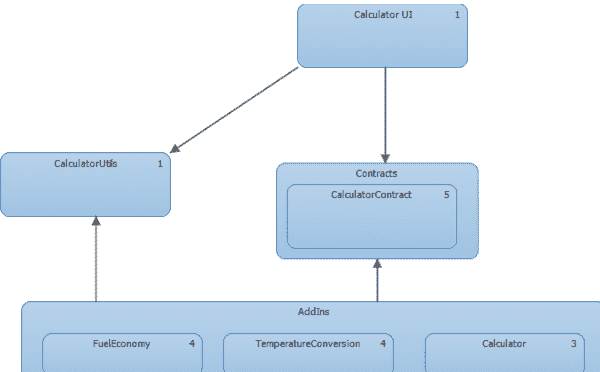 Calculator UI 1
CalculatorUtils 1
Contracts
CalculatorContract 5
AddIns
FuelEconomy 4
TemperatureConversion 4
Calculator 3